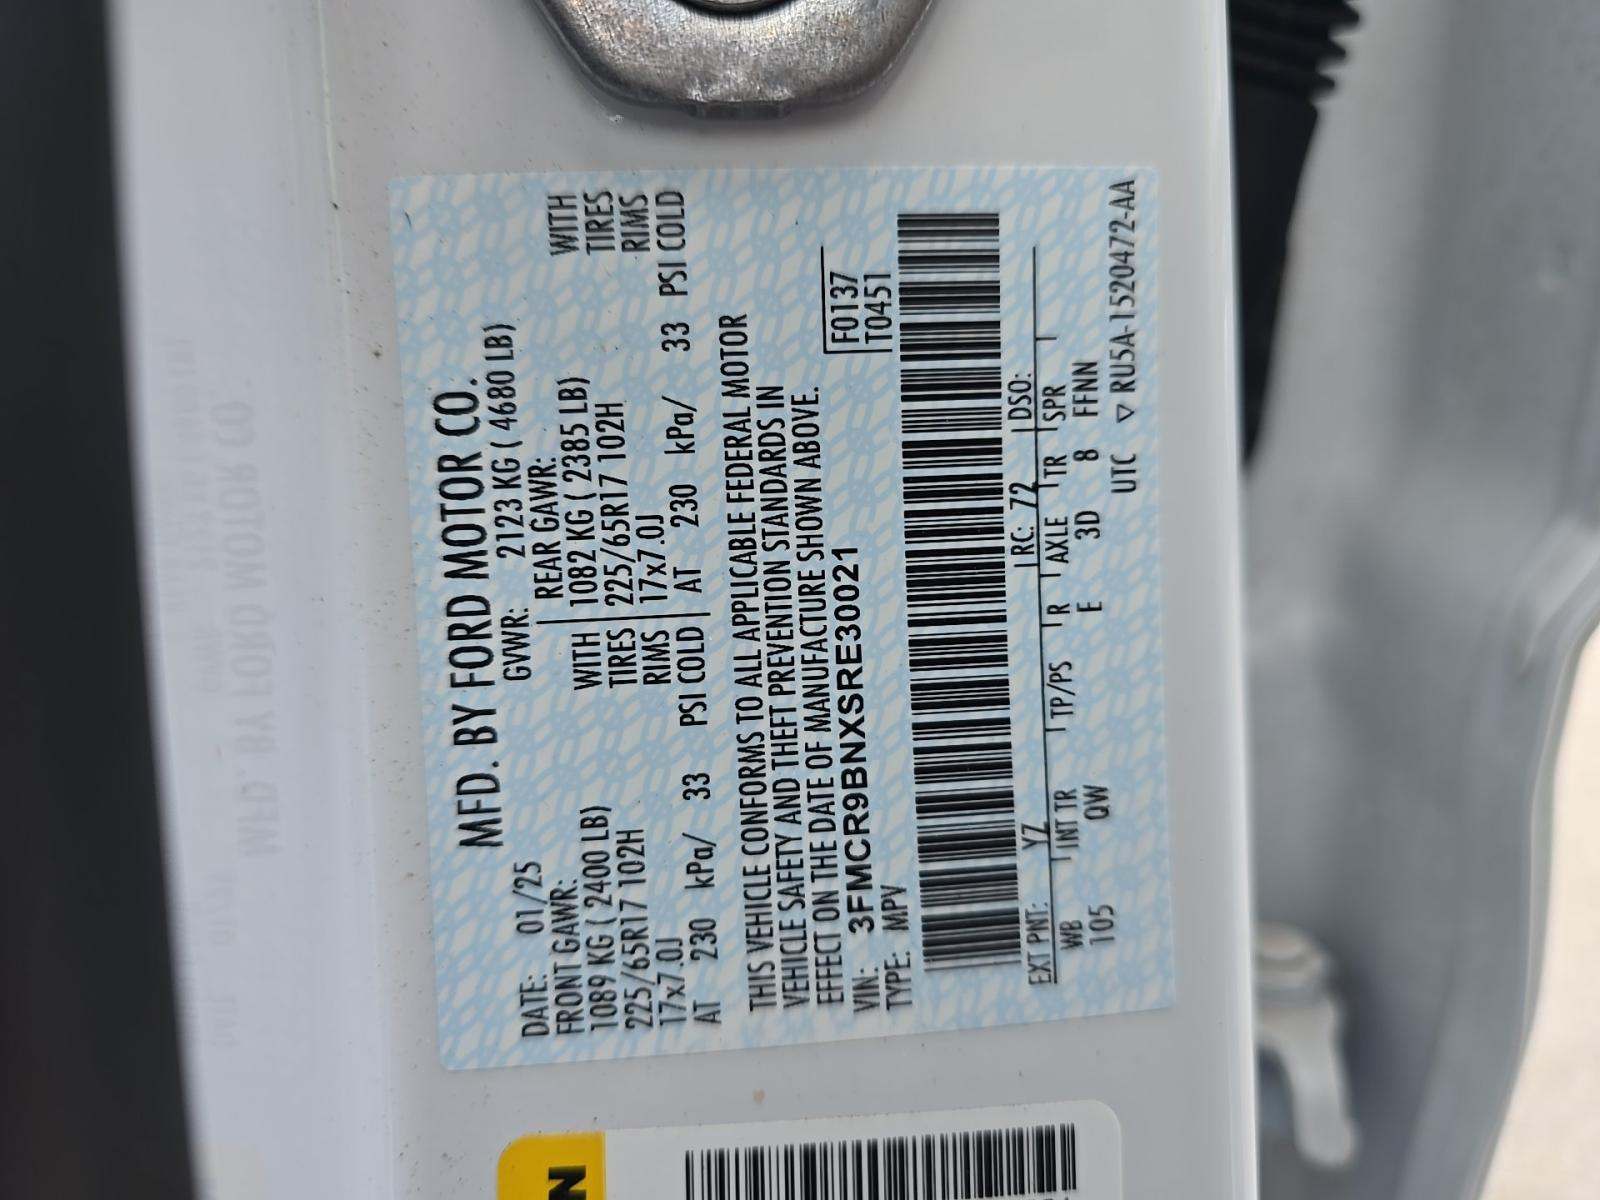 MFD. BY FORD MOTOR CO.
DATE: 01/25 GVWR: 2123 KG ( 4680 LB)
FRONT GAWR: REAR GAWR:
1089 KG ( 2400 LB) WITH 1082 KG ( 2385 LB) WITH
225/65R17 102H TIRES 225/65R17 102H TIRES
17x7.0J RIMS 17x7.0J RIMS
AT 230 kPa/ 33 PSI COLD AT 230 kPa/ 33 PSI COLD
THIS VEHICLE CONFORMS TO ALL APPLICABLE FEDERAL MOTOR
VEHICLE SAFETY AND THEFT PREVENTION STANDARDS IN
EFFECT ON THE DATE OF MANUFACTURE SHOWN ABOVE.
VIN: 3FMCR9BNXSRE30021 F0137
TYPE: MPV T0451
EXT PNT: YZ RC: 72 DSO:
WB INT TR TP/PS R AXLE TR SPR
105 QW E 3D 8 FFNN
UTC ▽ RU5A-1520472-AA
N